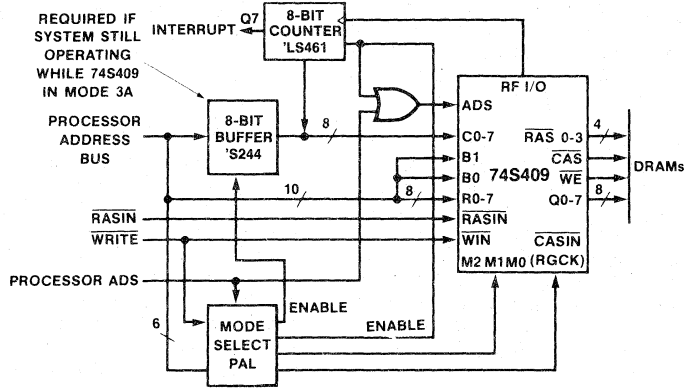 REQUIRED IF
SYSTEM STILL
OPERATING
WHILE 74S409
IN MODE 3A
INTERRUPT
Q7
8-BIT
COUNTER
'LS461
PROCESSOR
ADDRESS
BUS
8-BIT
BUFFER
'S244
8
10
8
RF I/O
ADS
C0-7
B1
B0
R0-7
RASIN
WIN
74S409
RAS 0-3
CAS
WE
Q0-7
CASIN
(RGCK)
M2 M1 M0
4
8
DRAMs
RASIN
WRITE
PROCESSOR ADS
ENABLE
ENABLE
6
MODE
SELECT
PAL